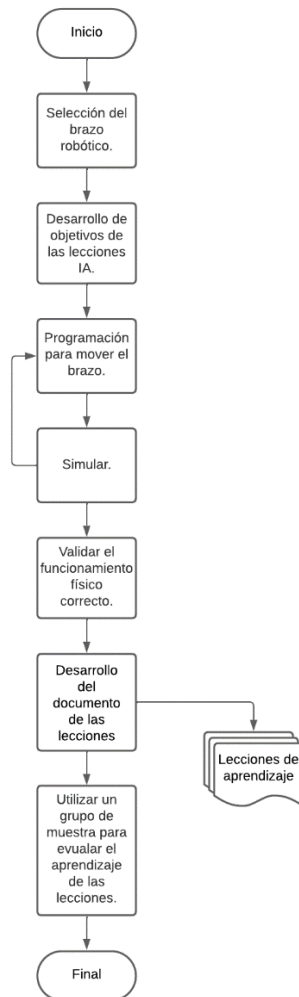 Inicio
Selección del
brazo
robótico.
Desarrollo de
objetivos de
las lecciones
IA.
Programación
para mover el
brazo.
Simular.
Validar el
funcionamiento
físico
correcto.
Desarrollo
del
documento
de las
lecciones
Lecciones de
aprendizaje
Utilizar un
grupo de
muestra para
evualar el
aprendizaje
de las
lecciones.
Final